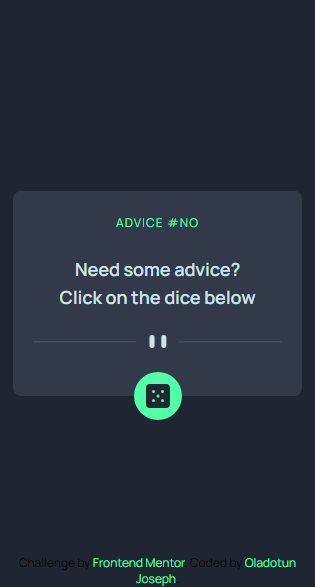 ADVICE #NO
Need some advice?
Click on the dice below
Challenge by Frontend Mentor. Coded by Oladotun
Joseph